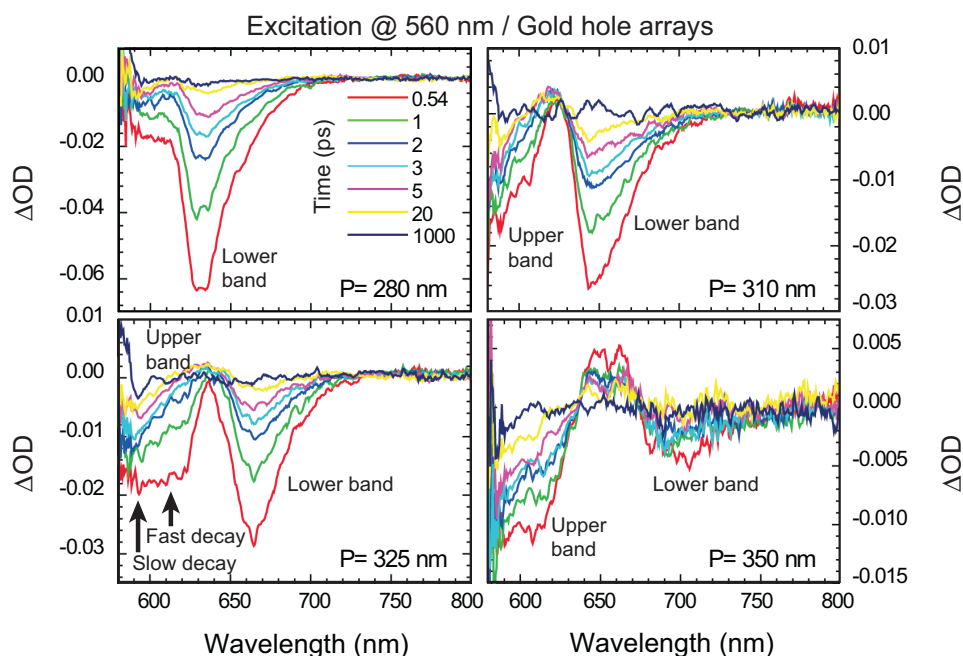 Excitation @ 560 nm / Gold hole arrays
0.00
-0.02
-0.04
-0.06
ΔOD
Time (ps)
0.54
1
2
3
5
20
1000
Lower
band
P= 280 nm
0.01
0.00
-0.01
-0.02
-0.03
ΔOD
Upper
band
Lower band
P= 310 nm
0.01
0.00
-0.01
-0.02
-0.03
ΔOD
Upper
band
Lower band
Fast decay
Slow decay
P= 325 nm
600 650 700 750 800
Wavelength (nm)
0.005
0.000
-0.005
-0.010
-0.015
ΔOD
Lower band
Upper
band
P= 350 nm
600 650 700 750 800
Wavelength (nm)